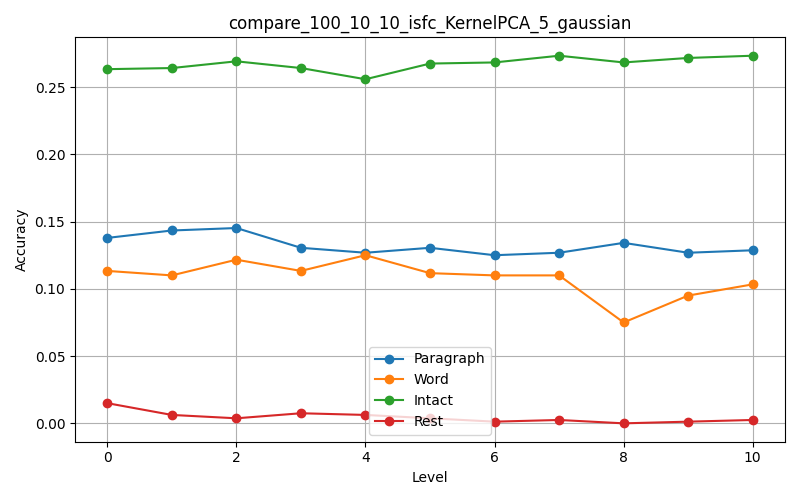 compare_100_10_10_isfc_KernelPCA_5_gaussian
Accuracy
0.25
0.20
0.15
0.10
0.05
0.00
Paragraph
Word
Intact
Rest
0 2 4 6 8 10
Level